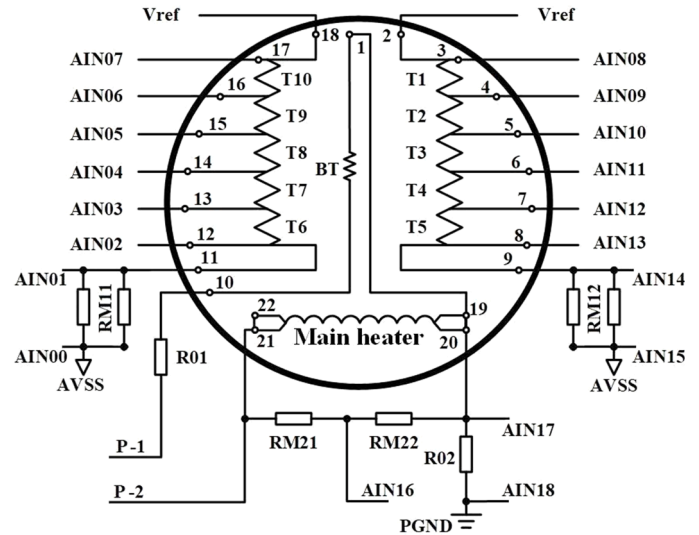 Vref Vref
18 1 2
AIN07 17 3 AIN08
T10 T1
AIN06 16 4 AIN09
T9 T2
AIN05 15 5 AIN10
T8 T3
AIN04 14 BT 6 AIN11
T7 T4
AIN03 13 7 AIN12
T6 T5
AIN02 12 8 AIN13
AIN01 11 9 AIN14
10
RM11 RM12
22 19
Main heater
21 20
AIN00 R01 AIN15
AVSS AVSS
P-1 RM21 RM22 R02 AIN17
P-2 AIN16 AIN18
PGND